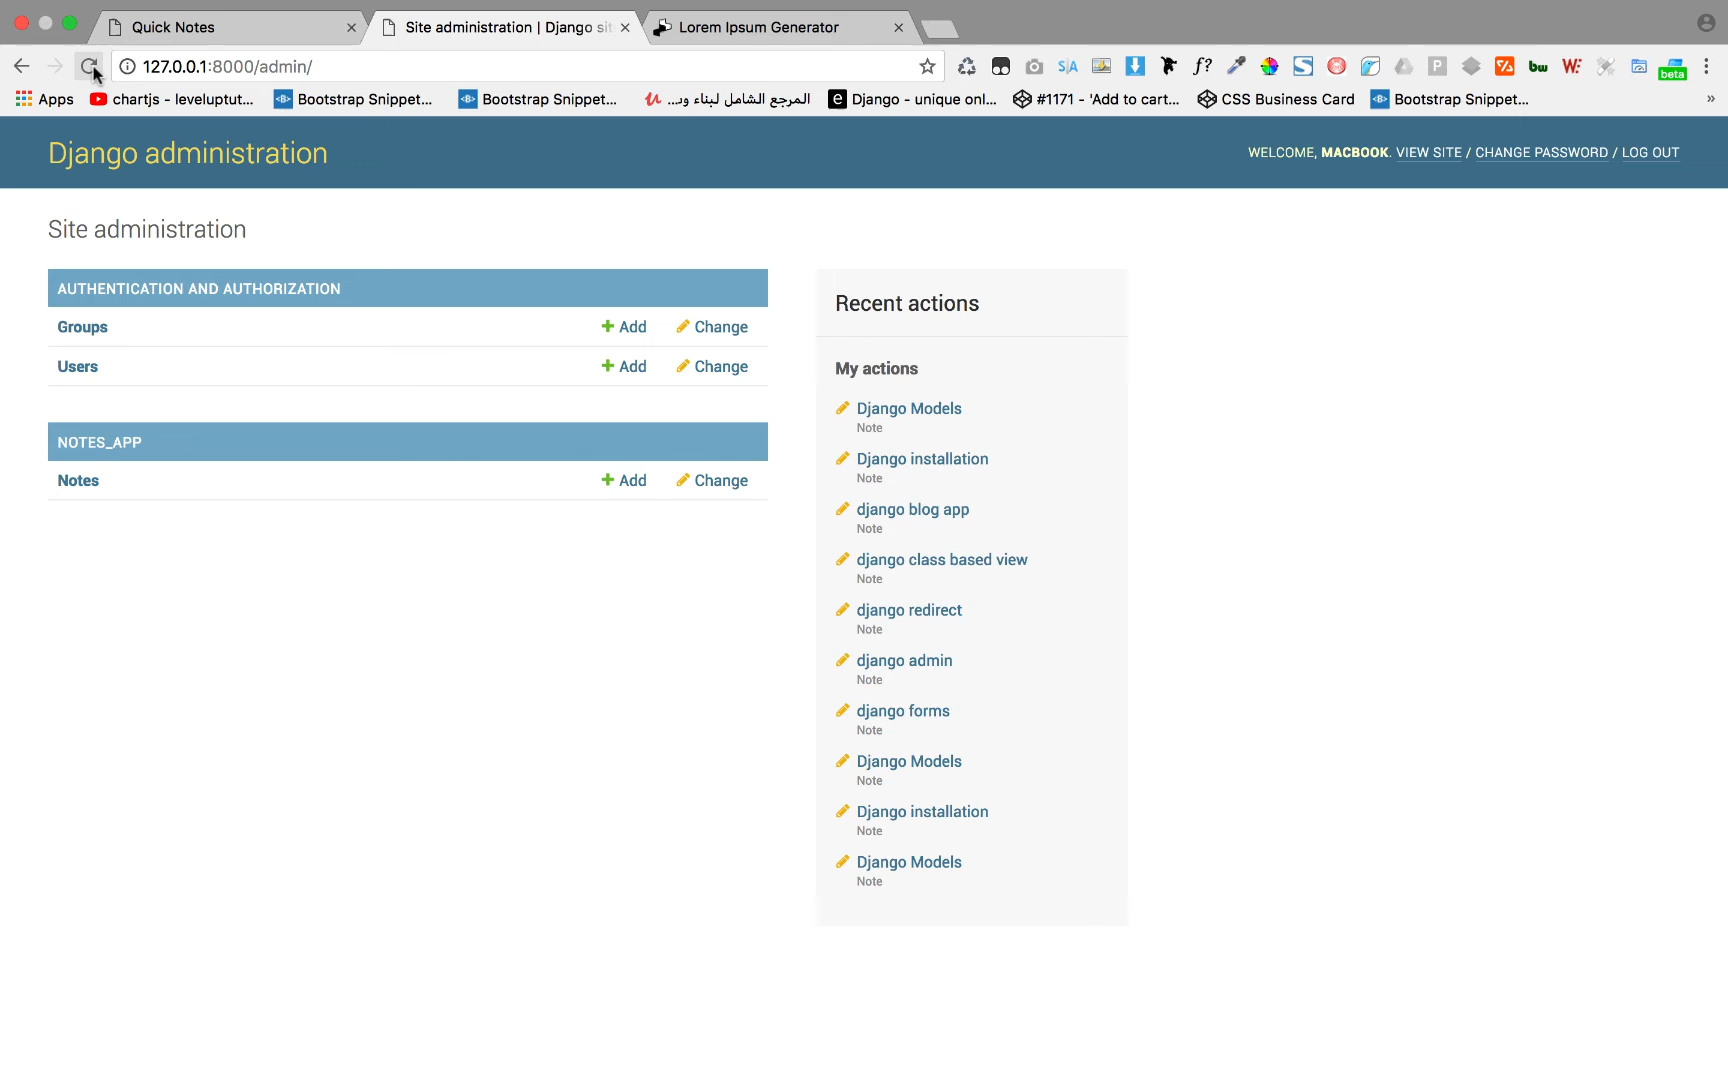 Quick Notes
Site administration | Django sit
Lorem Ipsum Generator
127.0.0.1:8000/admin/
S|A
f?
P
bw
W:
beta
Apps
chartjs - leveluptut...
Bootstrap Snippet...
Bootstrap Snippet...
المرجع الشامل لبناء وت...
Django - unique onl...
#1171 - 'Add to cart...
CSS Business Card
Bootstrap Snippet...
»
Django administration
WELCOME, MACBOOK. VIEW SITE / CHANGE PASSWORD / LOG OUT
Site administration
AUTHENTICATION AND AUTHORIZATION
Groups
Add
Change
Users
Add
Change
NOTES_APP
Notes
Add
Change
Recent actions
My actions
Django Models
Note
Django installation
Note
django blog app
Note
django class based view
Note
django redirect
Note
django admin
Note
django forms
Note
Django Models
Note
Django installation
Note
Django Models
Note